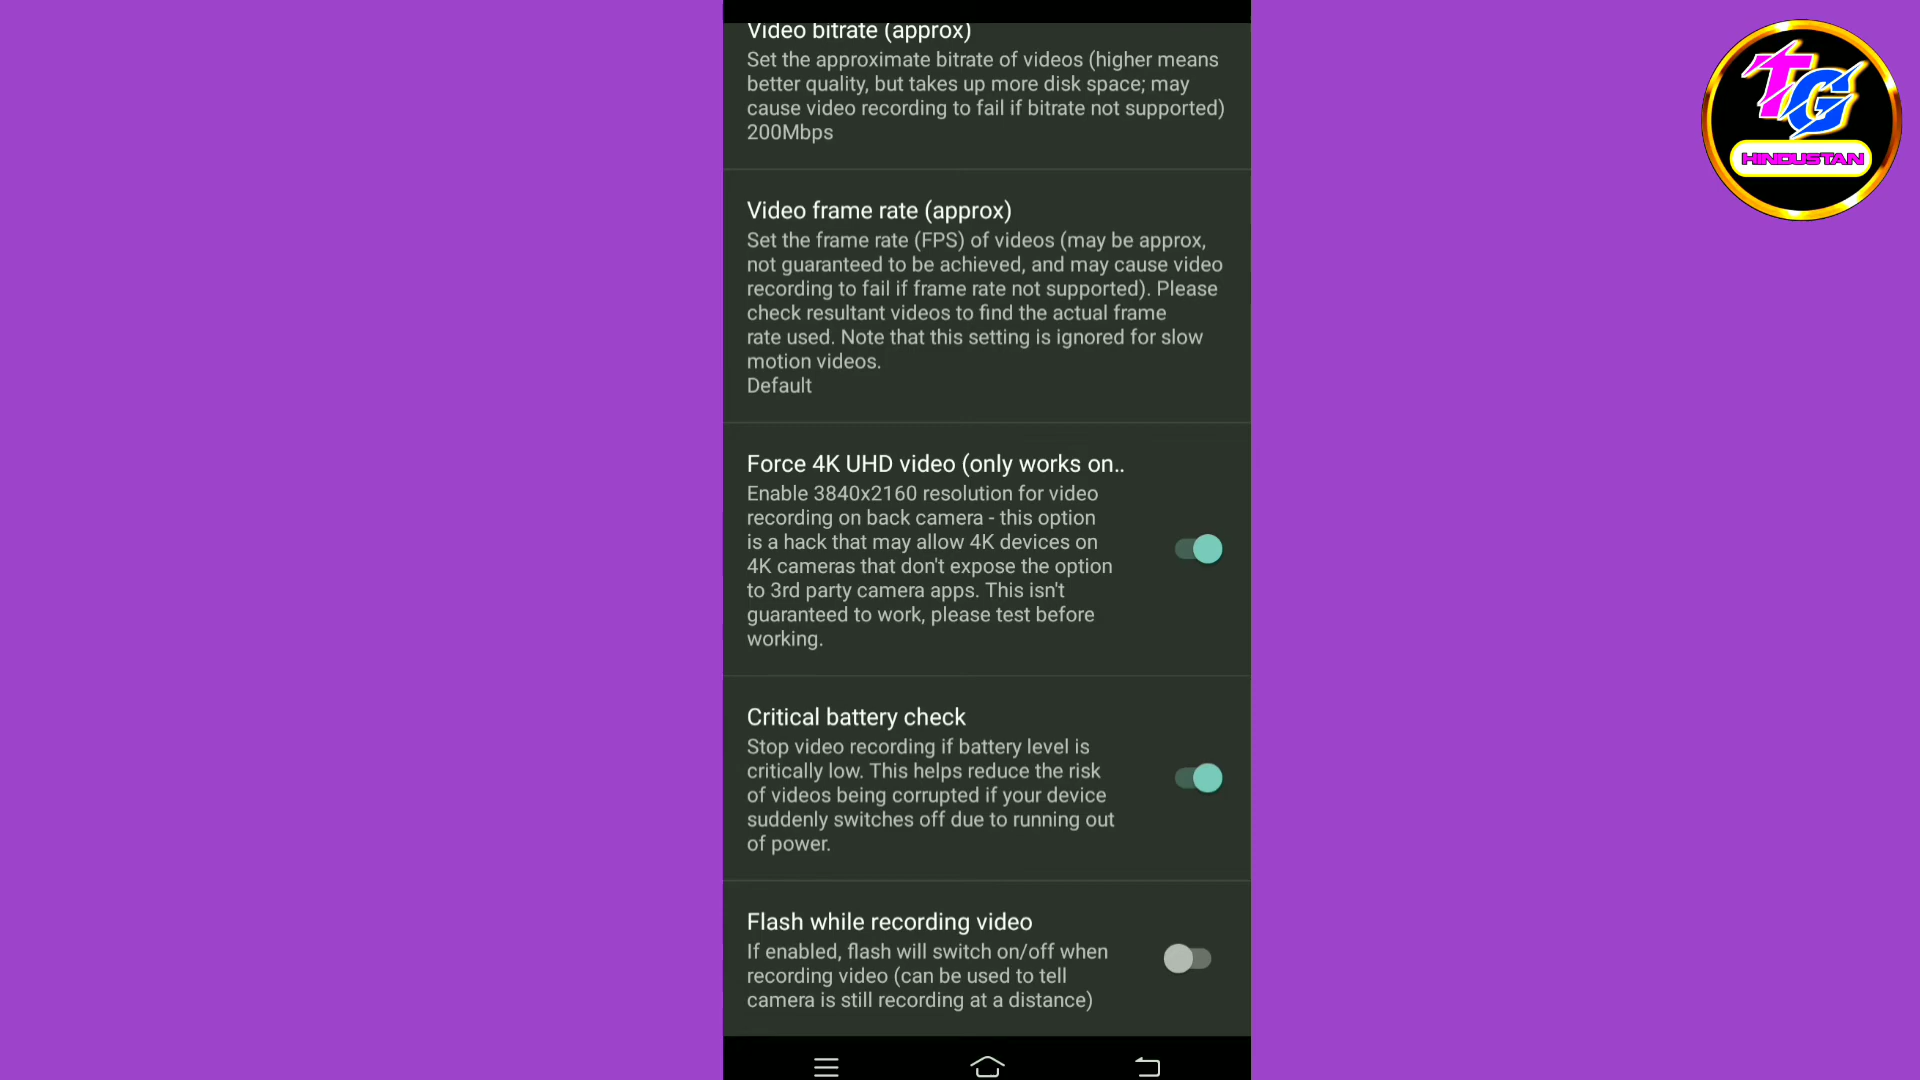 Video bitrate (approx)
Set the approximate bitrate of videos (higher means
better quality, but takes up more disk space; may
cause video recording to fail if bitrate not supported)
200Mbps
Video frame rate (approx)
Set the frame rate (FPS) of videos (may be approx,
not guaranteed to be achieved, and may cause video
recording to fail if frame rate not supported). Please
check resultant videos to find the actual frame
rate used. Note that this setting is ignored for slow
motion videos.
Default
Force 4K UHD video (only works on..
Enable 3840x2160 resolution for video
recording on back camera - this option
is a hack that may allow 4K devices on
4K cameras that don't expose the option
to 3rd party camera apps. This isn't
guaranteed to work, please test before
working.
Critical battery check
Stop video recording if battery level is
critically low. This helps reduce the risk
of videos being corrupted if your device
suddenly switches off due to running out
of power.
Flash while recording video
If enabled, flash will switch on/off when
recording video (can be used to tell
camera is still recording at a distance)
TG
HINDUSTAN